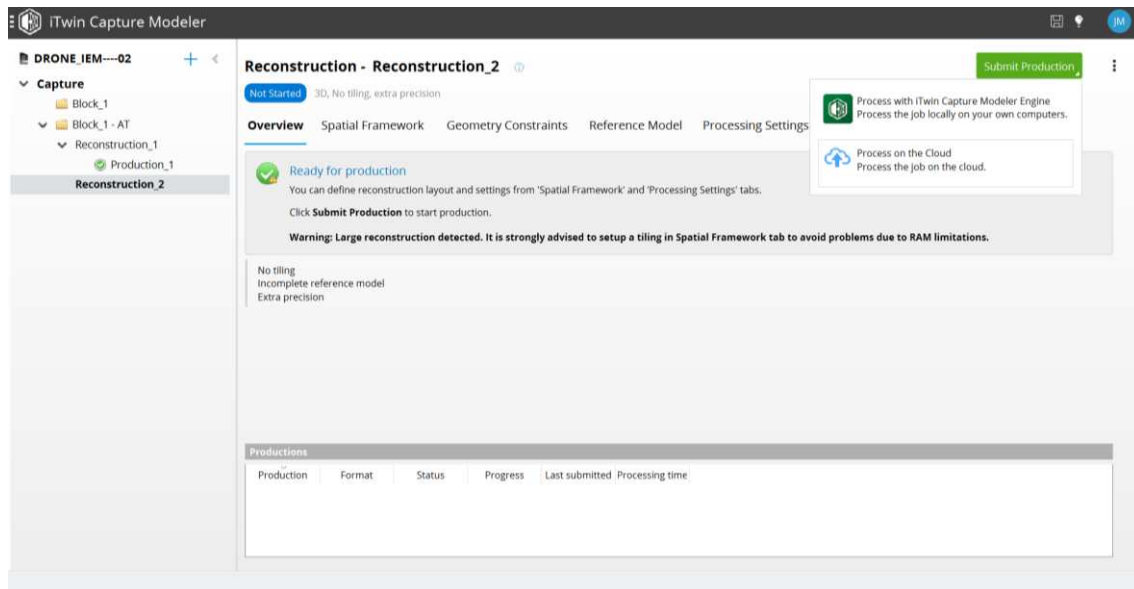 iTwin Capture Modeler
JM
DRONE_IEM----02
Capture
Block_1
Block_1 - AT
Reconstruction_1
Production_1
Reconstruction_2
Reconstruction - Reconstruction_2
Submit Production
Not Started
3D, No tiling, extra precision
Overview
Spatial Framework
Geometry Constraints
Reference Model
Processing Settings
Process with iTwin Capture Modeler Engine
Process the job locally on your own computers.
Process on the Cloud
Process the job on the cloud.
Ready for production
You can define reconstruction layout and settings from 'Spatial Framework' and 'Processing Settings' tabs.
Click Submit Production to start production.
Warning: Large reconstruction detected. It is strongly advised to setup a tiling in Spatial Framework tab to avoid problems due to RAM limitations.
No tiling
Incomplete reference model
Extra precision
Productions
Production
Format
Status
Progress
Last submitted
Processing time